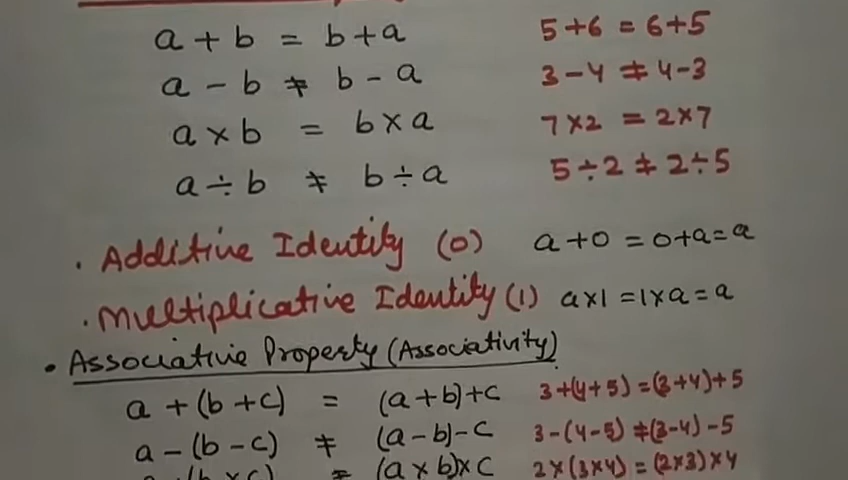 a + b = b + a 5+6 = 6+5
a - b ≠ b - a 3-4 ≠ 4-3
a × b = b × a 7×2 = 2×7
a ÷ b ≠ b ÷ a 5÷2 ≠ 2÷5
. Additive Identity (0) a+0 = 0+a=a
. Multiplicative Identity (1) a×1 =1×a=a
• Associative Property (Associativity)
a + (b + c) = (a + b)+c 3+(4+5)=(3+4)+5
a - (b - c) ≠ (a - b)-c 3-(4-5) ≠(3-4)-5
(a × b)×c 2×(3×4)=(2×3)×4